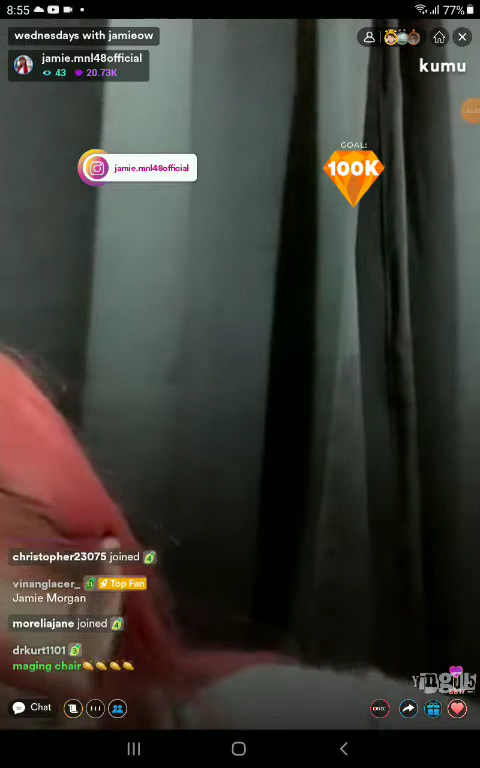 8:55
77%
wednesdays with jamieow
jamie.mnl48official
43 20.73K
kumu
GOAL:
100K
jamie.mnl48official
christopher23075 joined
vinanglacer_ Top Fan
Jamie Morgan
moreliajane joined
drkurt1101
maging chair
Chat